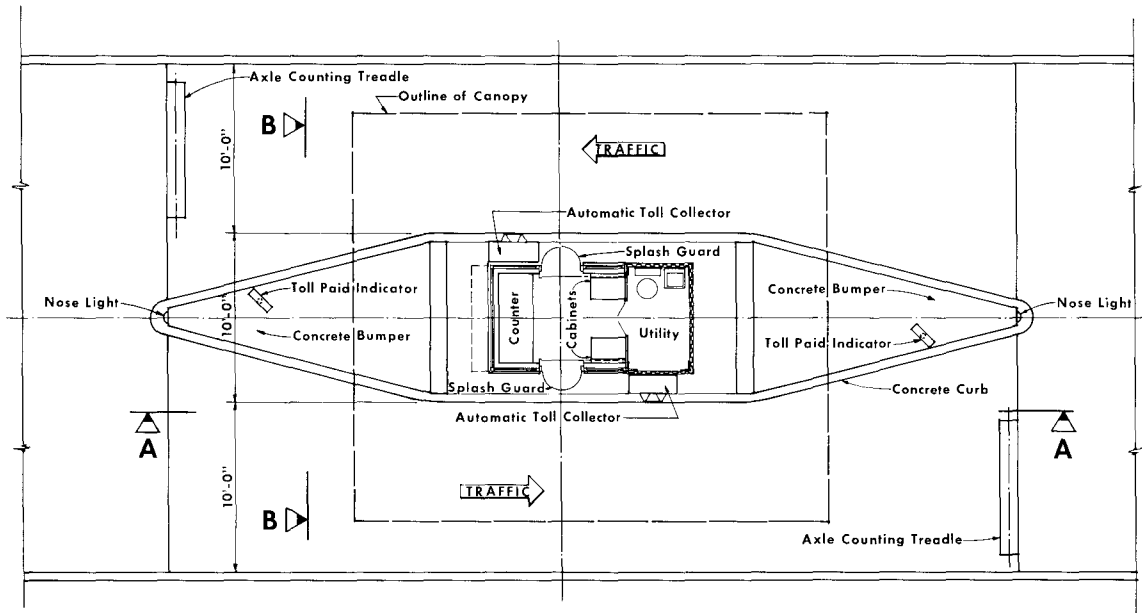 Axle Counting Treadle
Outline of Canopy
B
10'-0"
TRAFFIC
Automatic Toll Collector
Splash Guard
Toll Paid Indicator
Concrete Bumper
Nose Light
10'-0"
Counter
Cabinets
Utility
Nose Light
Concrete Bumper
Toll Paid Indicator
Splash Guard
Concrete Curb
Automatic Toll Collector
A
A
10'-0"
TRAFFIC
B
Axle Counting Treadle